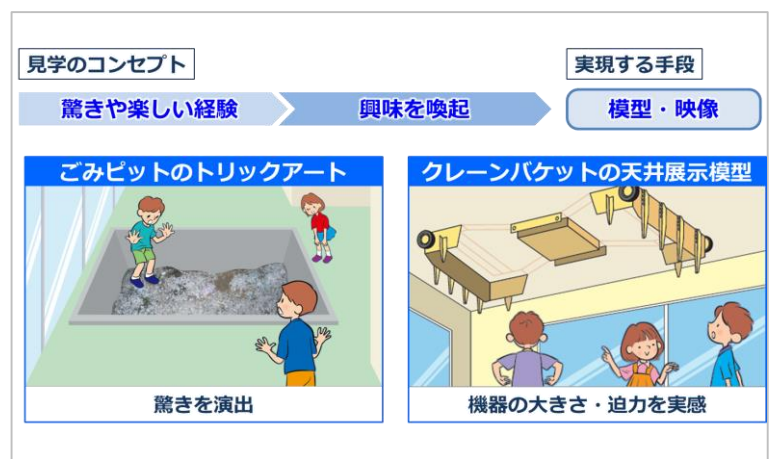 見学のコンセプト
実現する手段
驚きや楽しい経験
興味を喚起
模型・映像
ごみピットのトリックアート
クレーンバケットの天井展示模型
驚きを演出
機器の大きさ・迫力を実感